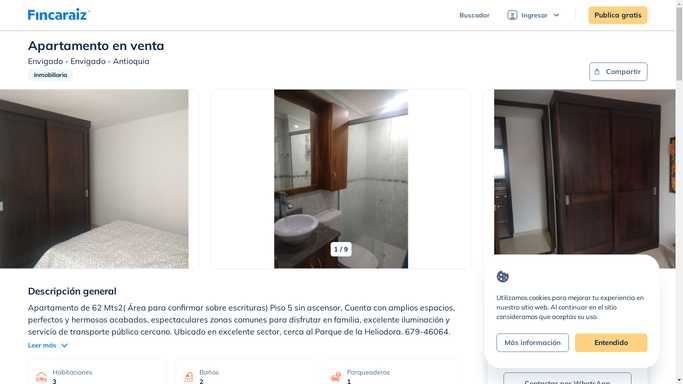 Fincaraíz
Buscador
Ingresar
Publica gratis
Apartamento en venta
Envigado - Envigado - Antioquia
Inmobiliaria
Compartir
1 / 9
Descripción general
Apartamento de 62 Mts2( Área para confirmar sobre escrituras) Piso 5 sin ascensor, Cuenta con amplios espacios,
perfectos y hermosos acabados, espectaculares zonas comunes para disfrutar en familia, excelente iluminación y
servicio de transporte público cercano. Ubicado en excelente sector, cerca al Parque de la Heliodora. 679-46064.
Leer más
Habitaciones
3
Baños
2
Parqueaderos
1
Utilizamos cookies para mejorar tu experiencia en
nuestro sitio web. Al continuar en el sitio
consideramos que aceptas su uso.
Más información
Entendido
Contactar por WhatsApp